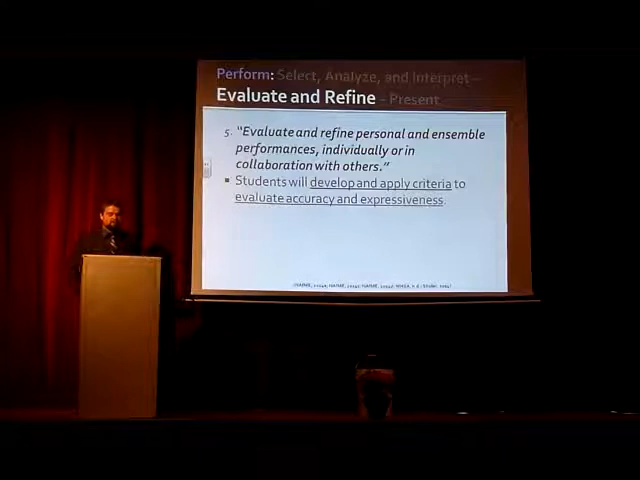 Perform: Select, Analyze, and Interpret –
Evaluate and Refine – Present
5. “Evaluate and refine personal and ensemble
performances, individually or in
collaboration with others.”
▪ Students will develop and apply criteria to
evaluate accuracy and expressiveness.